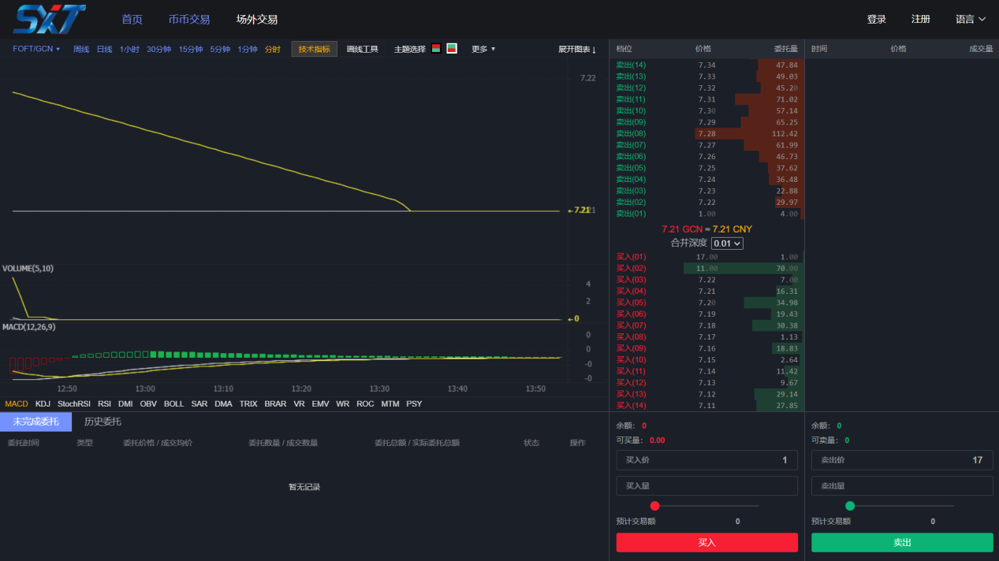 SXT 首页 币币交易 场外交易 登录 注册 语言
FOFT/GCN 周线 日线 1小时 30分钟 15分钟 5分钟 1分钟 分时 技术指标 画线工具 主题选择 更多 展开图表↓
7.22
←7.21
VOLUME(5,10)
4
2
←0
MACD(12,26,9)
0
0
-0
-0
12:50 13:00 13:10 13:20 13:30 13:40 13:50
MACD KDJ StochRSI RSI DMI OBV BOLL SAR DMA TRIX BRAR VR EMV WR ROC MTM PSY
未完成委托 历史委托
委托时间 类型 委托价格 / 成交均价 委托数量 / 成交数量 委托总额 / 实际委托总额 状态 操作
暂无记录
档位 价格 委托量
卖出(14) 7.34 47.84
卖出(13) 7.33 49.03
卖出(12) 7.32 45.20
卖出(11) 7.31 71.02
卖出(10) 7.30 57.14
卖出(09) 7.29 65.25
卖出(08) 7.28 112.42
卖出(07) 7.27 61.99
卖出(06) 7.26 46.73
卖出(05) 7.25 37.62
卖出(04) 7.24 36.48
卖出(03) 7.23 22.88
卖出(02) 7.22 29.97
卖出(01) 1.00 4.00
7.21 GCN ≈ 7.21 CNY
合并深度 0.01
买入(01) 17.00 1.00
买入(02) 11.00 70.00
买入(03) 7.22 7.00
买入(04) 7.21 16.31
买入(05) 7.20 34.98
买入(06) 7.19 19.43
买入(07) 7.18 30.38
买入(08) 7.17 1.13
买入(09) 7.16 18.83
买入(10) 7.15 2.64
买入(11) 7.14 11.42
买入(12) 7.13 9.67
买入(13) 7.12 29.14
买入(14) 7.11 27.85
时间 价格 成交量
余额: 0
可买量: 0.00
买入价 1
买入量
预计交易额 0
买入
余额: 0
可卖量: 0
卖出价 17
卖出量
预计交易额 0
卖出